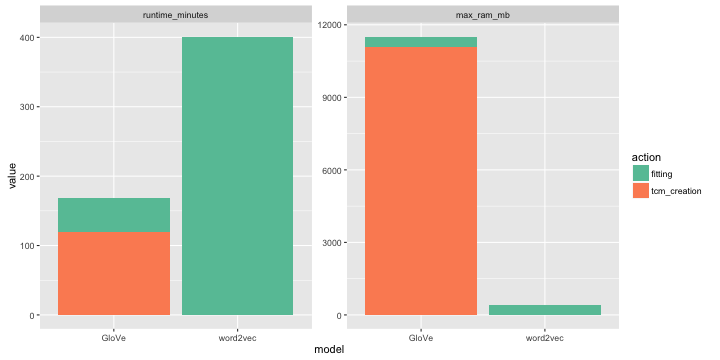 runtime_minutes
max_ram_mb
value
400
300
200
100
0
12000
9000
6000
3000
0
GloVe
word2vec
GloVe
word2vec
model
action
fitting
tcm_creation